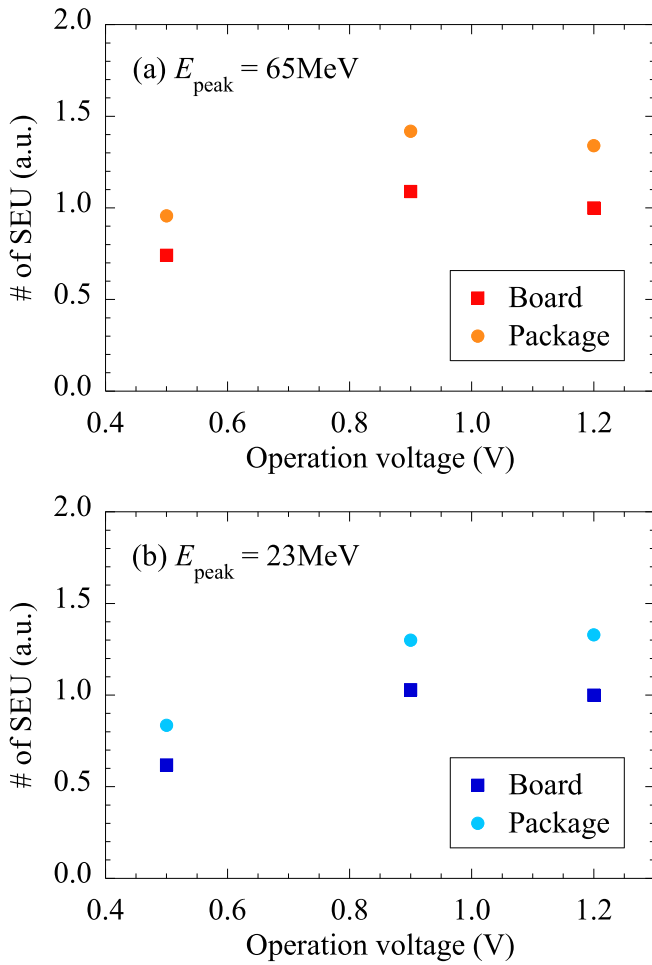 2.0
(a) E_peak = 65MeV
1.5
# of SEU (a.u.)
1.0
Board
0.5
Package
0.0
0.4 0.6 0.8 1.0 1.2
Operation voltage (V)
2.0
(b) E_peak = 23MeV
1.5
# of SEU (a.u.)
1.0
Board
0.5
Package
0.0
0.4 0.6 0.8 1.0 1.2
Operation voltage (V)